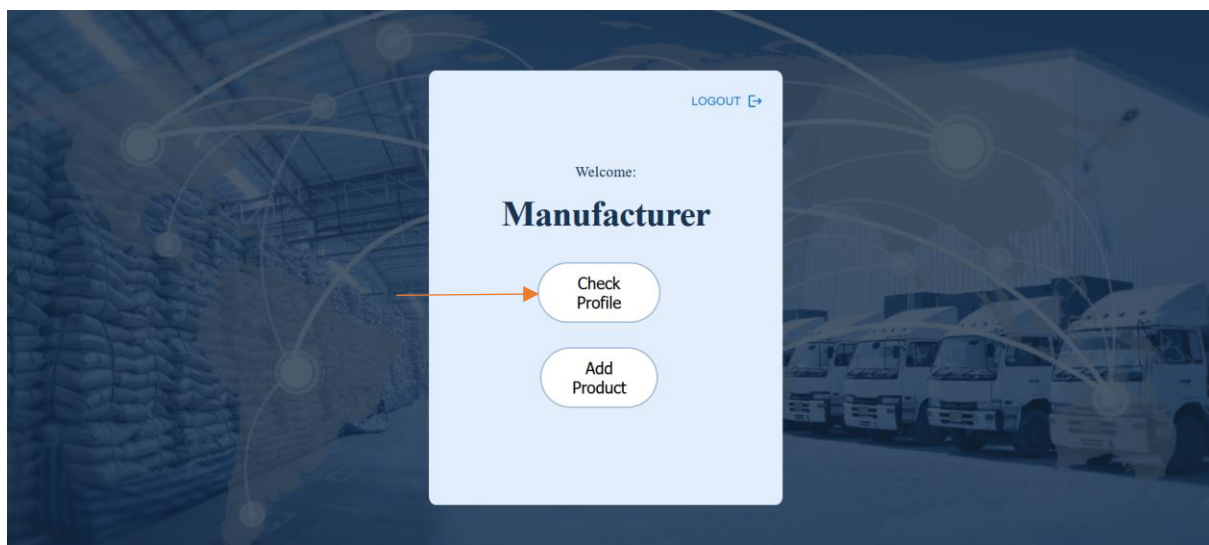 LOGOUT
Welcome:
Manufacturer
Check
Profile
Add
Product